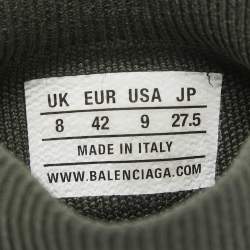 UK EUR USA JP
8 42 9 27.5
MADE IN ITALY
WWW.BALENCIAGA.COM